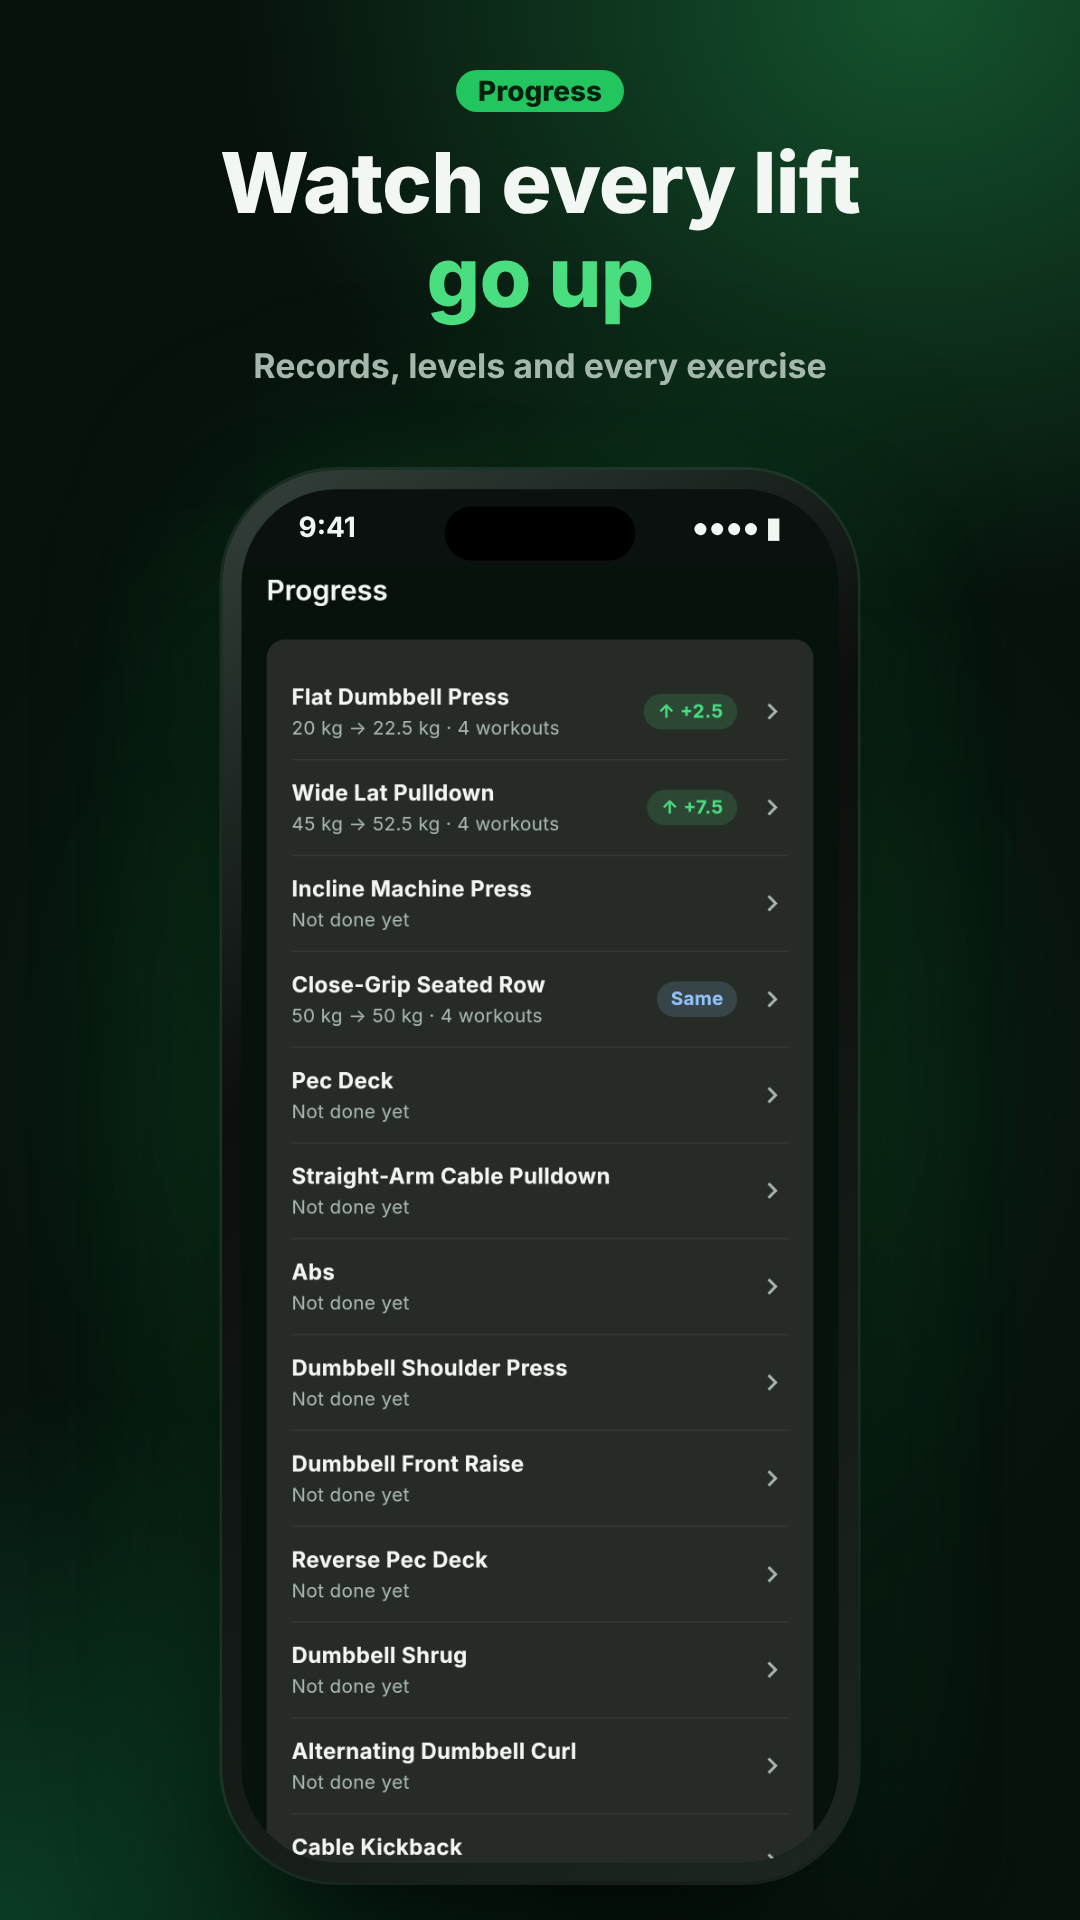 Progress
Watch every lift
go up
Records, levels and every exercise
9:41
Progress
Flat Dumbbell Press
20 kg → 22.5 kg · 4 workouts
↑ +2.5
Wide Lat Pulldown
45 kg → 52.5 kg · 4 workouts
↑ +7.5
Incline Machine Press
Not done yet
Close-Grip Seated Row
50 kg → 50 kg · 4 workouts
Same
Pec Deck
Not done yet
Straight-Arm Cable Pulldown
Not done yet
Abs
Not done yet
Dumbbell Shoulder Press
Not done yet
Dumbbell Front Raise
Not done yet
Reverse Pec Deck
Not done yet
Dumbbell Shrug
Not done yet
Alternating Dumbbell Curl
Not done yet
Cable Kickback